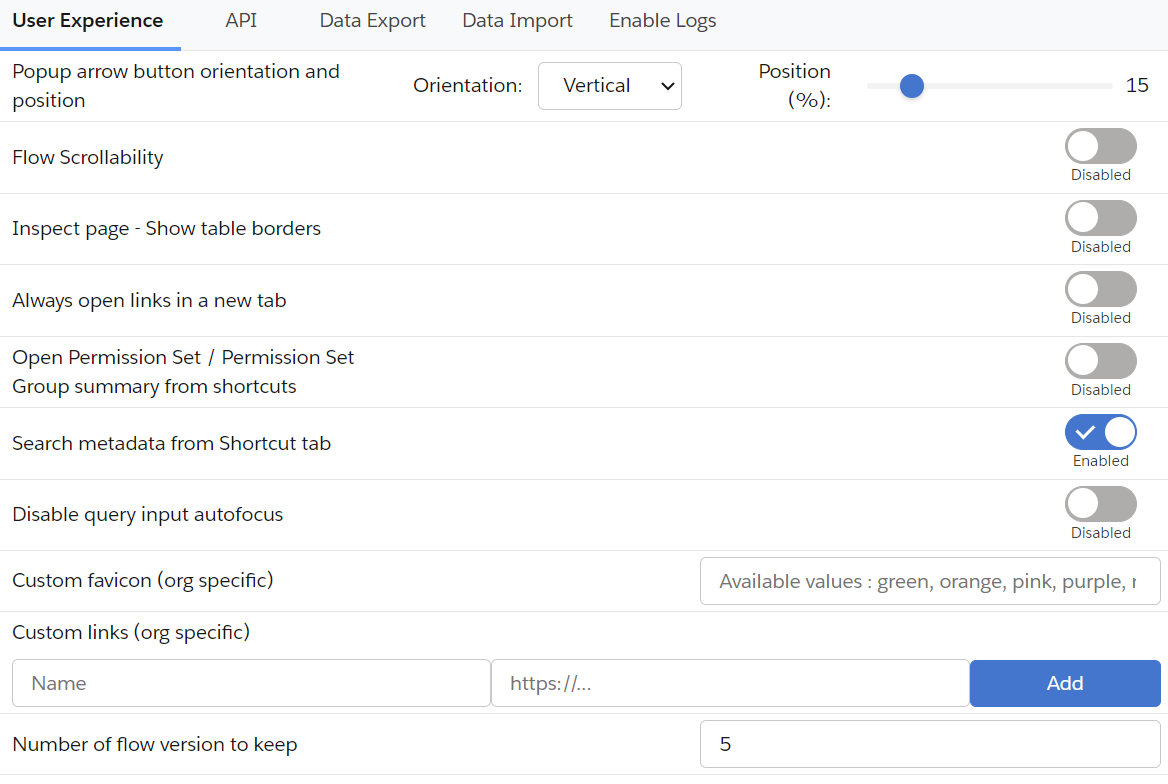 User Experience API Data Export Data Import Enable Logs
Popup arrow button orientation and
position
Orientation: Vertical
Position
(%):
15
Flow Scrollability
Disabled
Inspect page - Show table borders
Disabled
Always open links in a new tab
Disabled
Open Permission Set / Permission Set
Group summary from shortcuts
Disabled
Search metadata from Shortcut tab
Enabled
Disable query input autofocus
Disabled
Custom favicon (org specific)
Available values : green, orange, pink, purple,
Custom links (org specific)
Name https://... Add
Number of flow version to keep
5